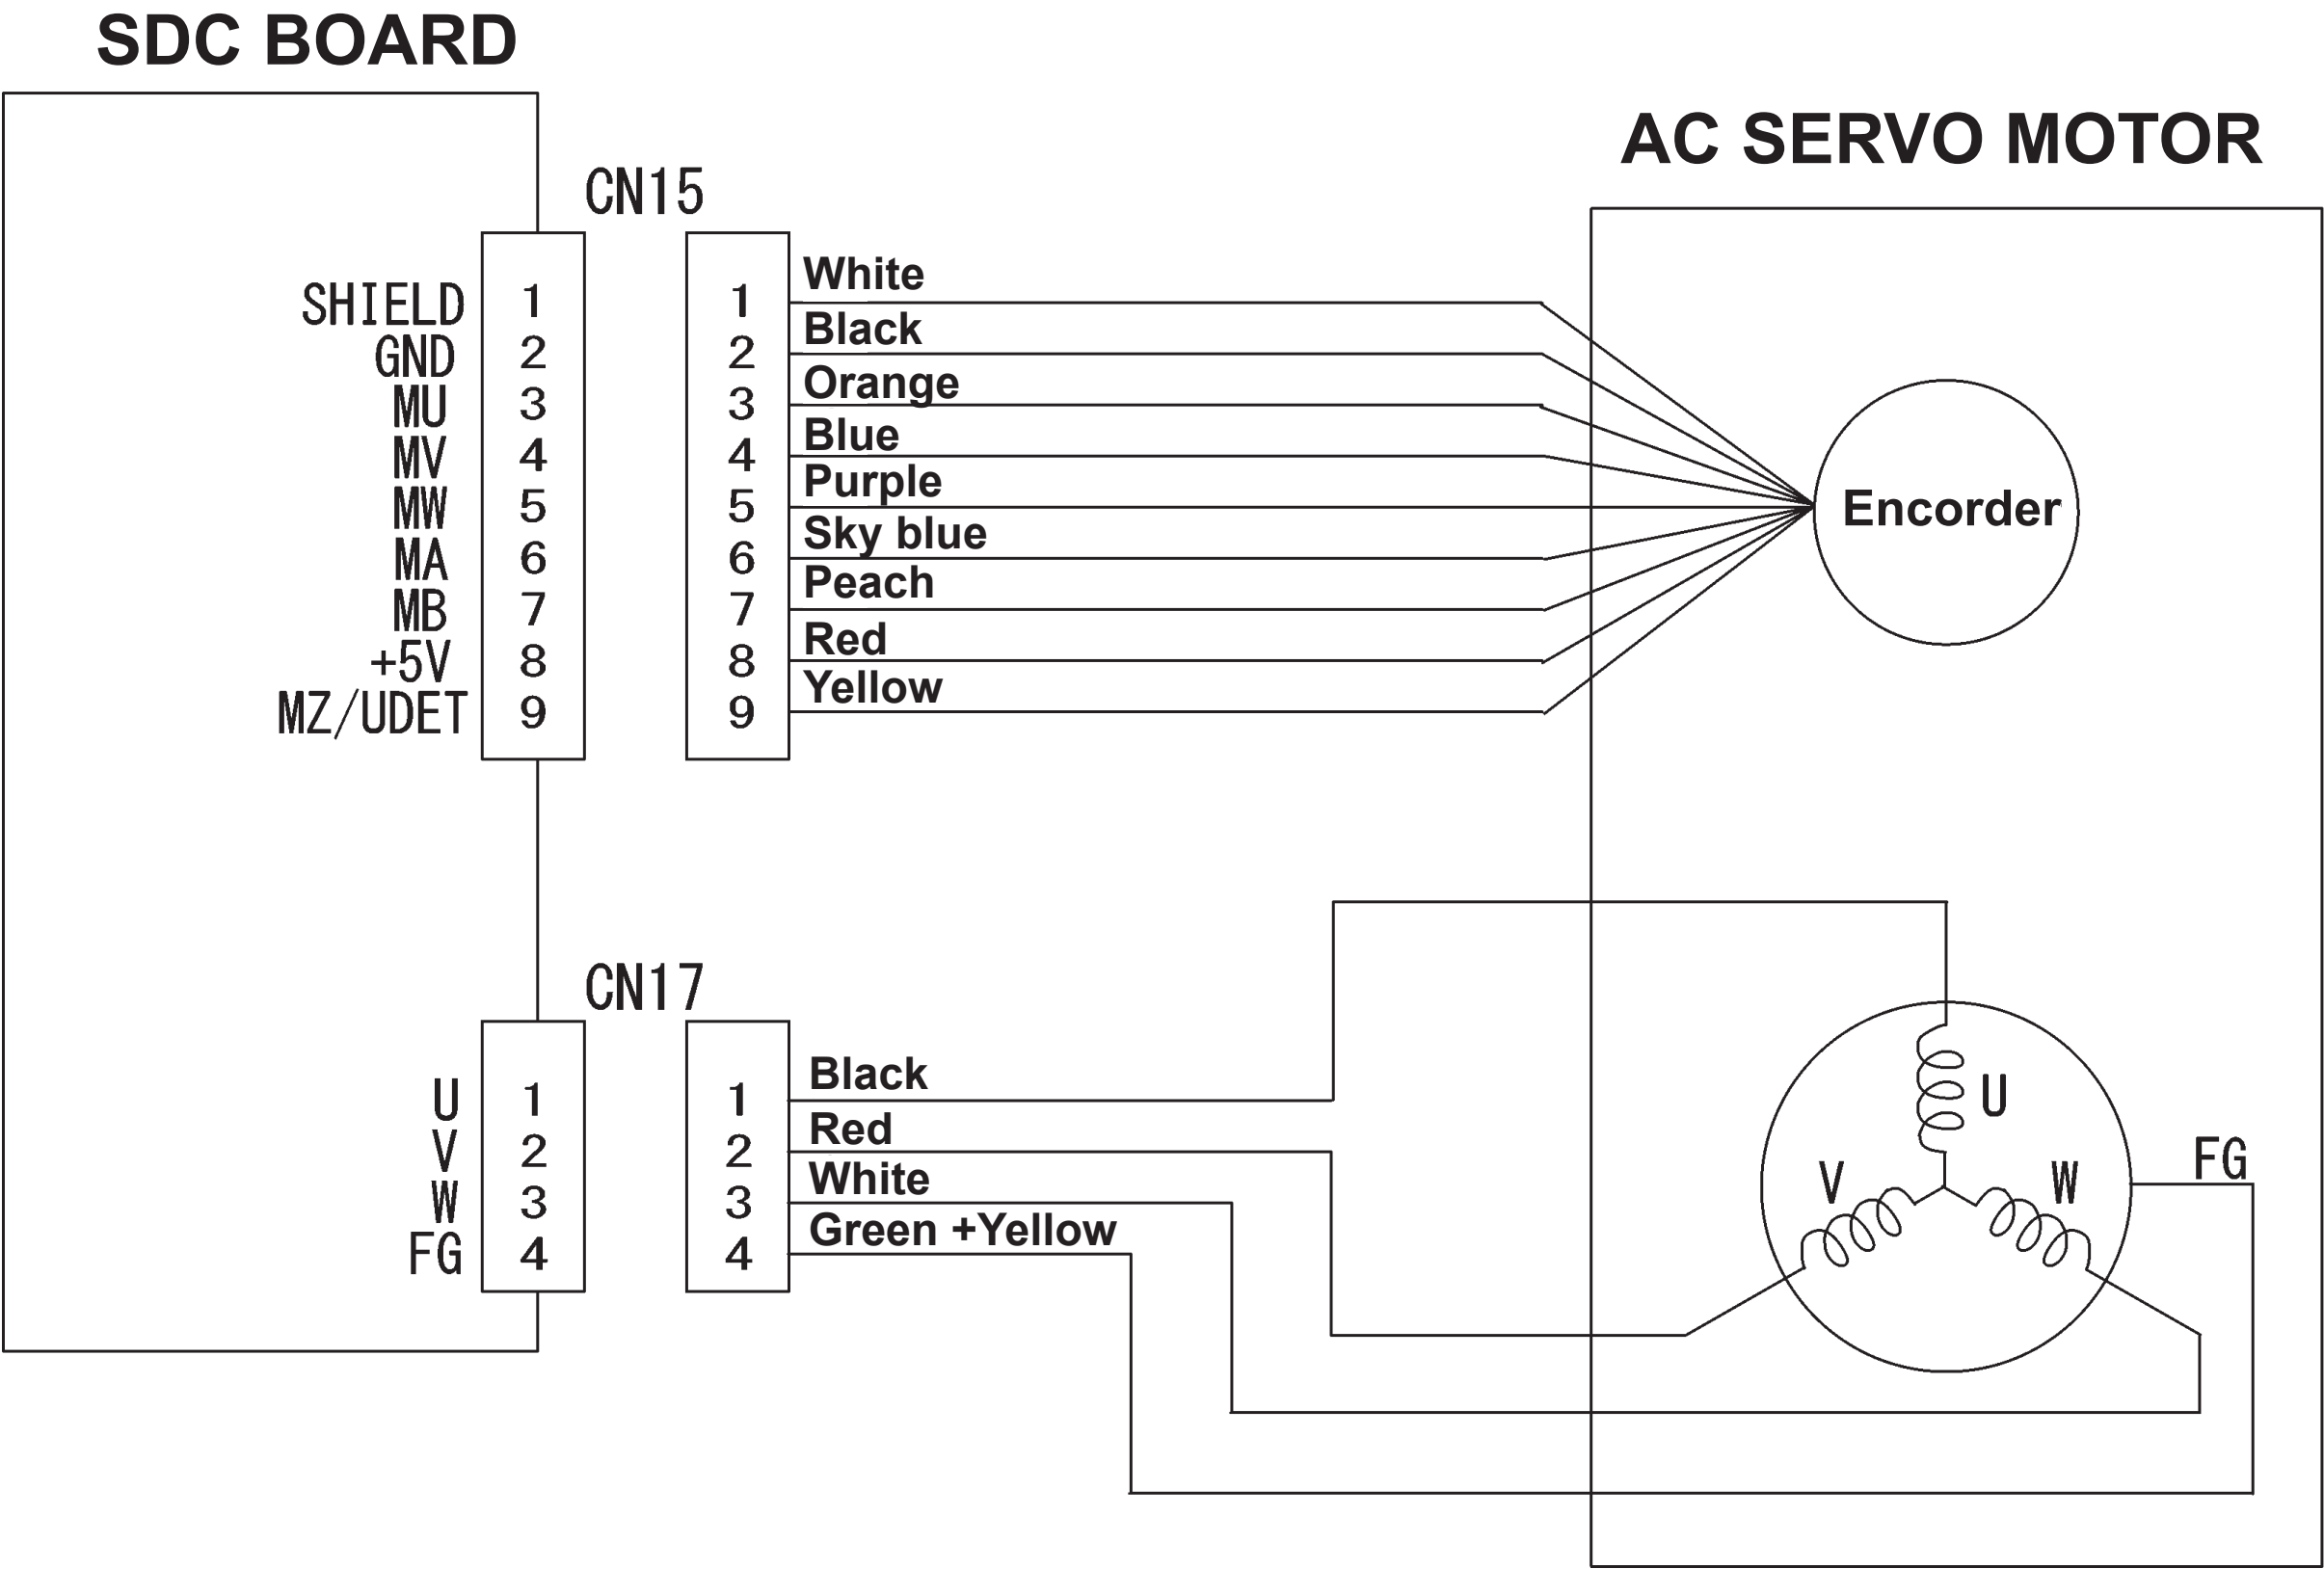 SDC BOARD
AC SERVO MOTOR
CN15
SHIELD 1 1 White
GND 2 2 Black
MU 3 3 Orange
MV 4 4 Blue
MW 5 5 Purple
MA 6 6 Sky blue
MB 7 7 Peach
+5V 8 8 Red
MZ/UDET 9 9 Yellow
Encorder
CN17
U 1 1 Black
V 2 2 Red
W 3 3 White
FG 4 4 Green +Yellow
U
V
W
FG